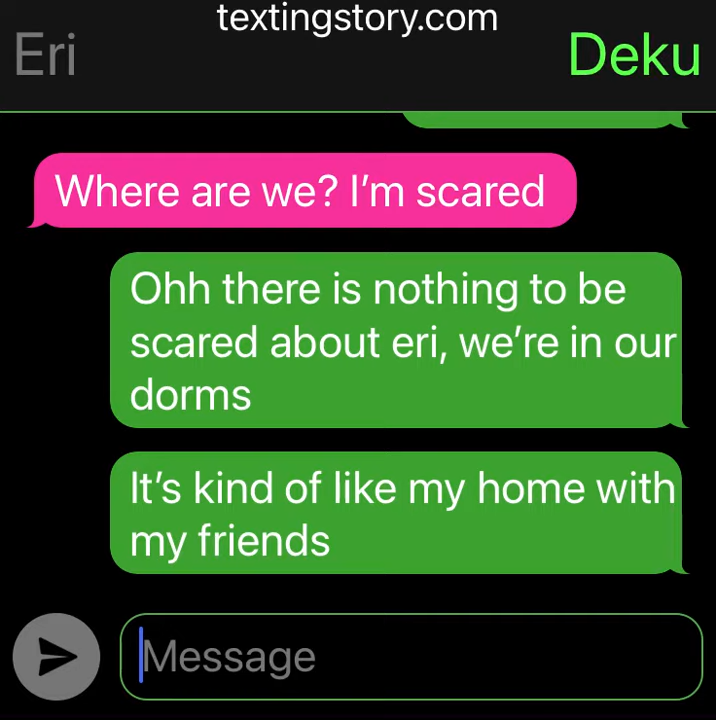 textingstory.com
Eri
Deku
Where are we? I’m scared
Ohh there is nothing to be
scared about eri, we’re in our
dorms
It’s kind of like my home with
my friends
Message